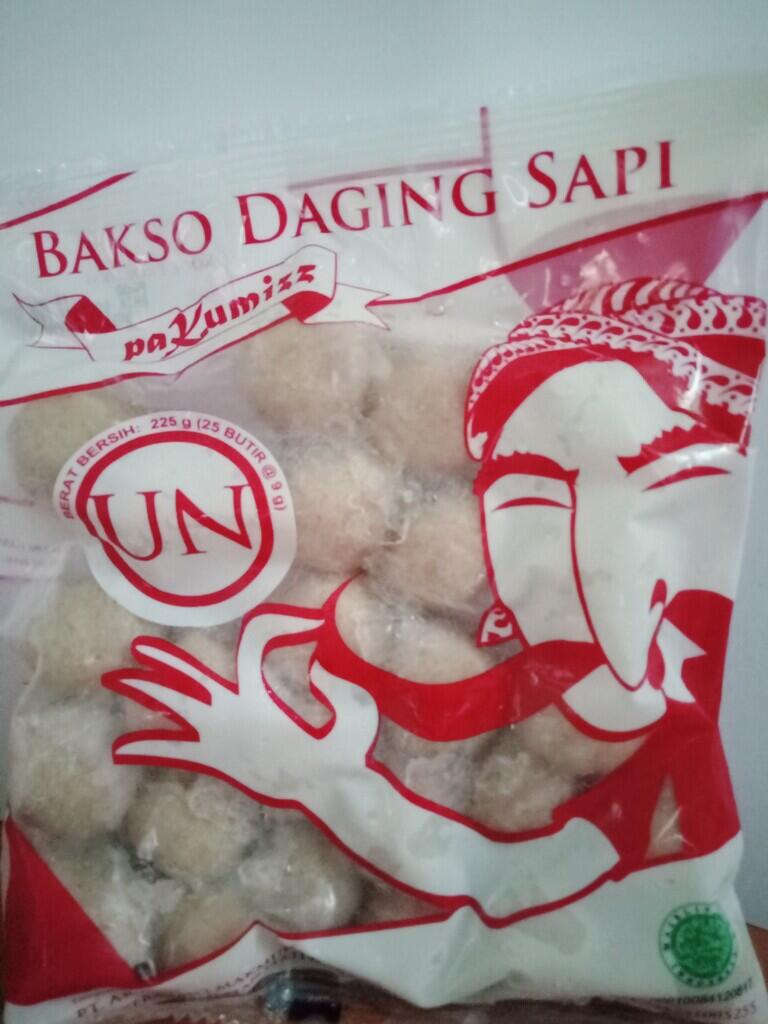 BAKSO DAGING SAPI
paKumizz
BERAT BERSIH: 225 g (25 BUTIR @ 9 g)
UN